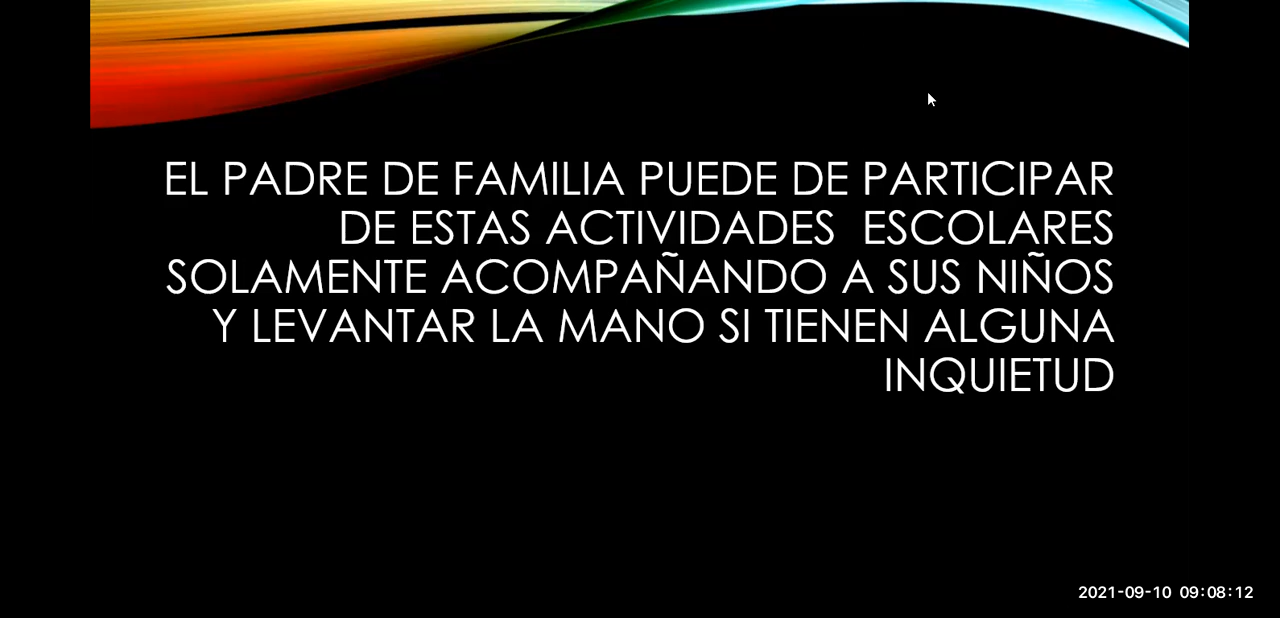 EL PADRE DE FAMILIA PUEDE DE PARTICIPAR
DE ESTAS ACTIVIDADES  ESCOLARES
SOLAMENTE ACOMPAÑANDO A SUS NIÑOS
Y LEVANTAR LA MANO SI TIENEN ALGUNA
INQUIETUD
2021-09-10 09:08:12